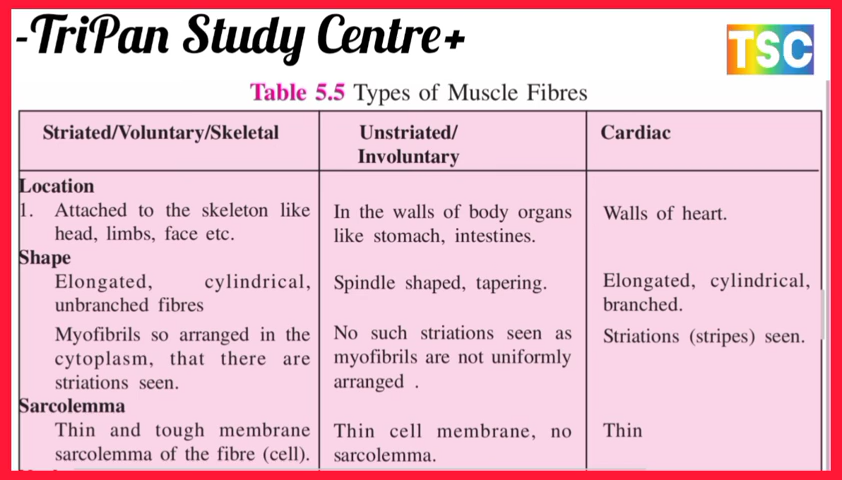 -TriPan Study Centre+
TSC
Table 5.5 Types of Muscle Fibres
Striated/Voluntary/Skeletal
Unstriated/
Involuntary
Cardiac
Location
1. Attached to the skeleton like
head, limbs, face etc.
In the walls of body organs
like stomach, intestines.
Walls of heart.
Shape
Elongated, cylindrical,
unbranched fibres
Spindle shaped, tapering.
Elongated, cylindrical,
branched.
Myofibrils so arranged in the
cytoplasm, that there are
striations seen.
No such striations seen as
myofibrils are not uniformly
arranged .
Striations (stripes) seen.
Sarcolemma
Thin and tough membrane
sarcolemma of the fibre (cell).
Thin cell membrane, no
sarcolemma.
Thin